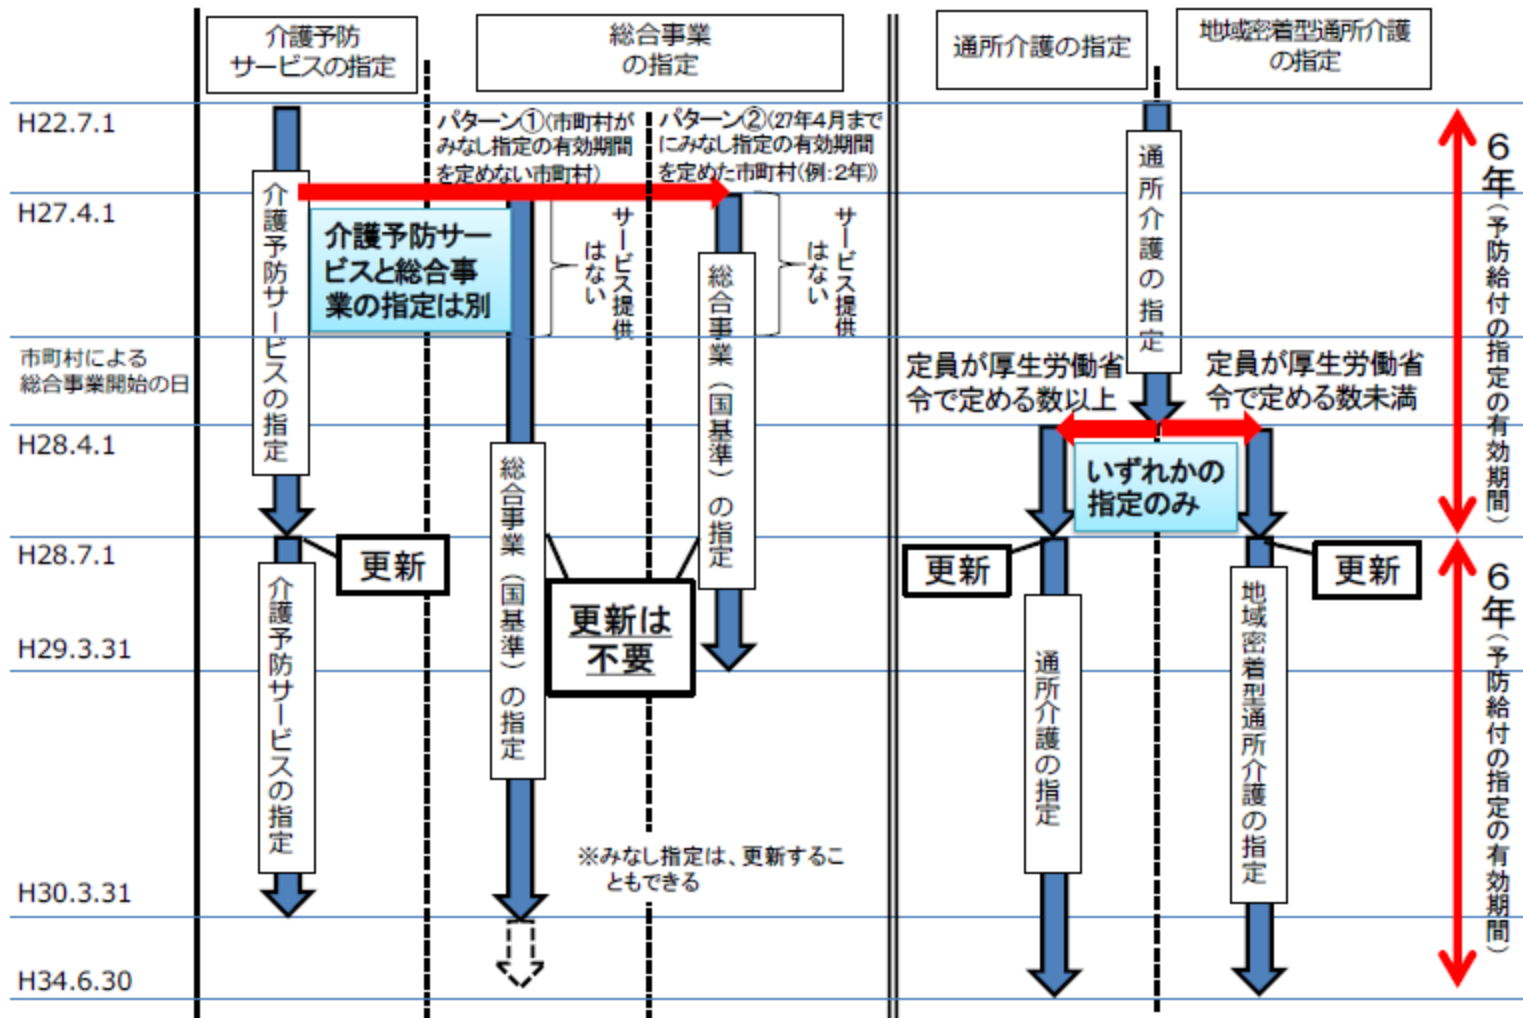 介護予防
サービスの指定
総合事業
の指定
通所介護の指定
地域密着型通所介護
の指定
H22.7.1
H27.4.1
市町村による
総合事業開始の日
H28.4.1
H28.7.1
H29.3.31
H30.3.31
H34.6.30
介護予防サービスの指定
更新
介護予防サービスの指定
介護予防サー
ビスと総合事
業の指定は別
パターン①(市町村が
みなし指定の有効期間
を定めない市町村)
サービス提供
はない
総合事業(国基準)の指定
パターン②(27年4月まで
にみなし指定の有効期間
を定めた市町村(例:2年))
サービス提供
はない
総合事業(国基準)の指定
更新は
不要
※みなし指定は、更新するこ
ともできる
通所介護の指定
定員が厚生労働省
令で定める数以上
定員が厚生労働省
令で定める数未満
いずれかの
指定のみ
更新
更新
通所介護の指定
地域密着型通所介護の指定
6年(予防給付の指定の有効期間)
6年(予防給付の指定の有効期間)